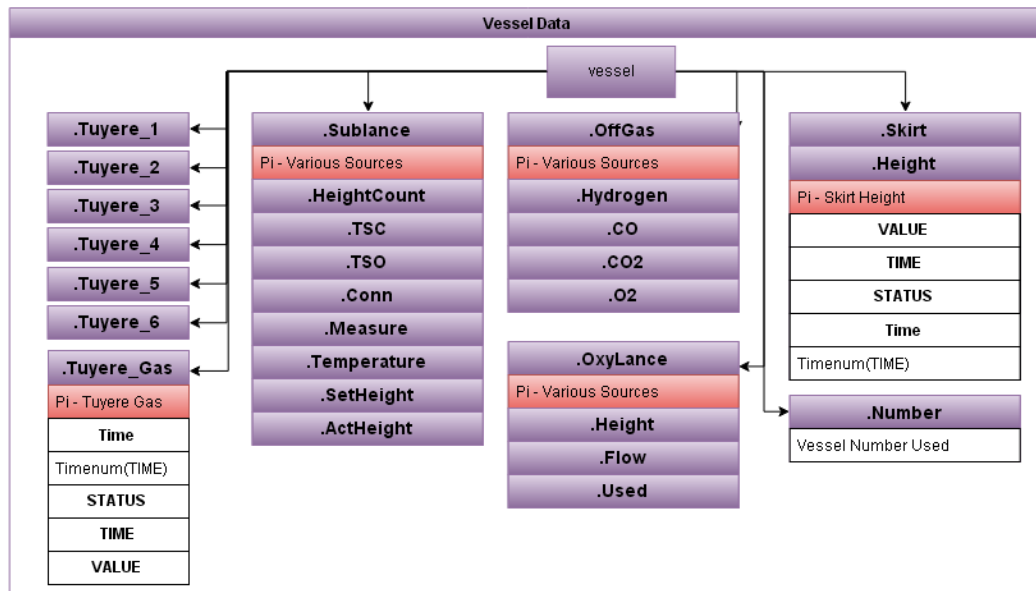 Vessel Data
vessel
.Tuyere_1
.Tuyere_2
.Tuyere_3
.Tuyere_4
.Tuyere_5
.Tuyere_6
.Tuyere_Gas
Pi - Tuyere Gas
Time
Timenum(TIME)
STATUS
TIME
VALUE
.Sublance
Pi - Various Sources
.HeightCount
.TSC
.TSO
.Conn
.Measure
.Temperature
.SetHeight
.ActHeight
.OffGas
Pi - Various Sources
.Hydrogen
.CO
.CO2
.O2
.OxyLance
Pi - Various Sources
.Height
.Flow
.Used
.Skirt
.Height
Pi - Skirt Height
VALUE
TIME
STATUS
Time
Timenum(TIME)
.Number
Vessel Number Used